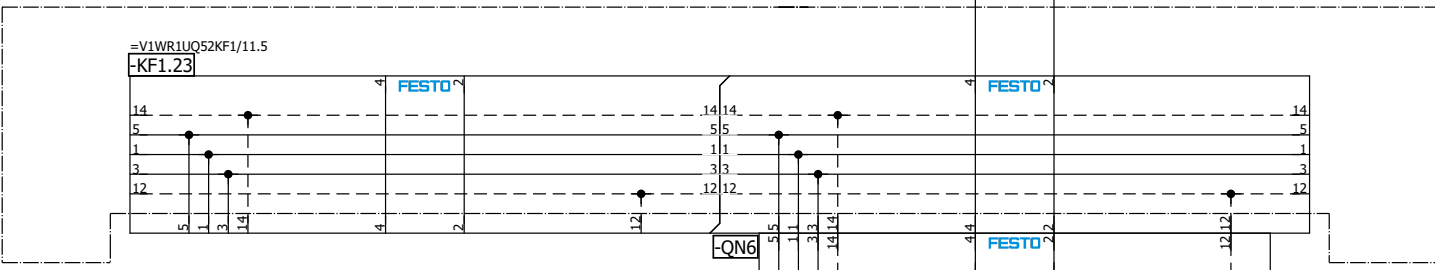 =V1WR1UQ52KF1/11.5
-KF1.23
4 FESTO 2 4 FESTO 2
14 14 14 14
5 5 5 5
1 1 1 1
3 3 3 3
12 12 12 12
5 1 3 14 4 2 12 5 1 3 14 4 2 12
-QN6 5 1 3 14 4 FESTO 2 12